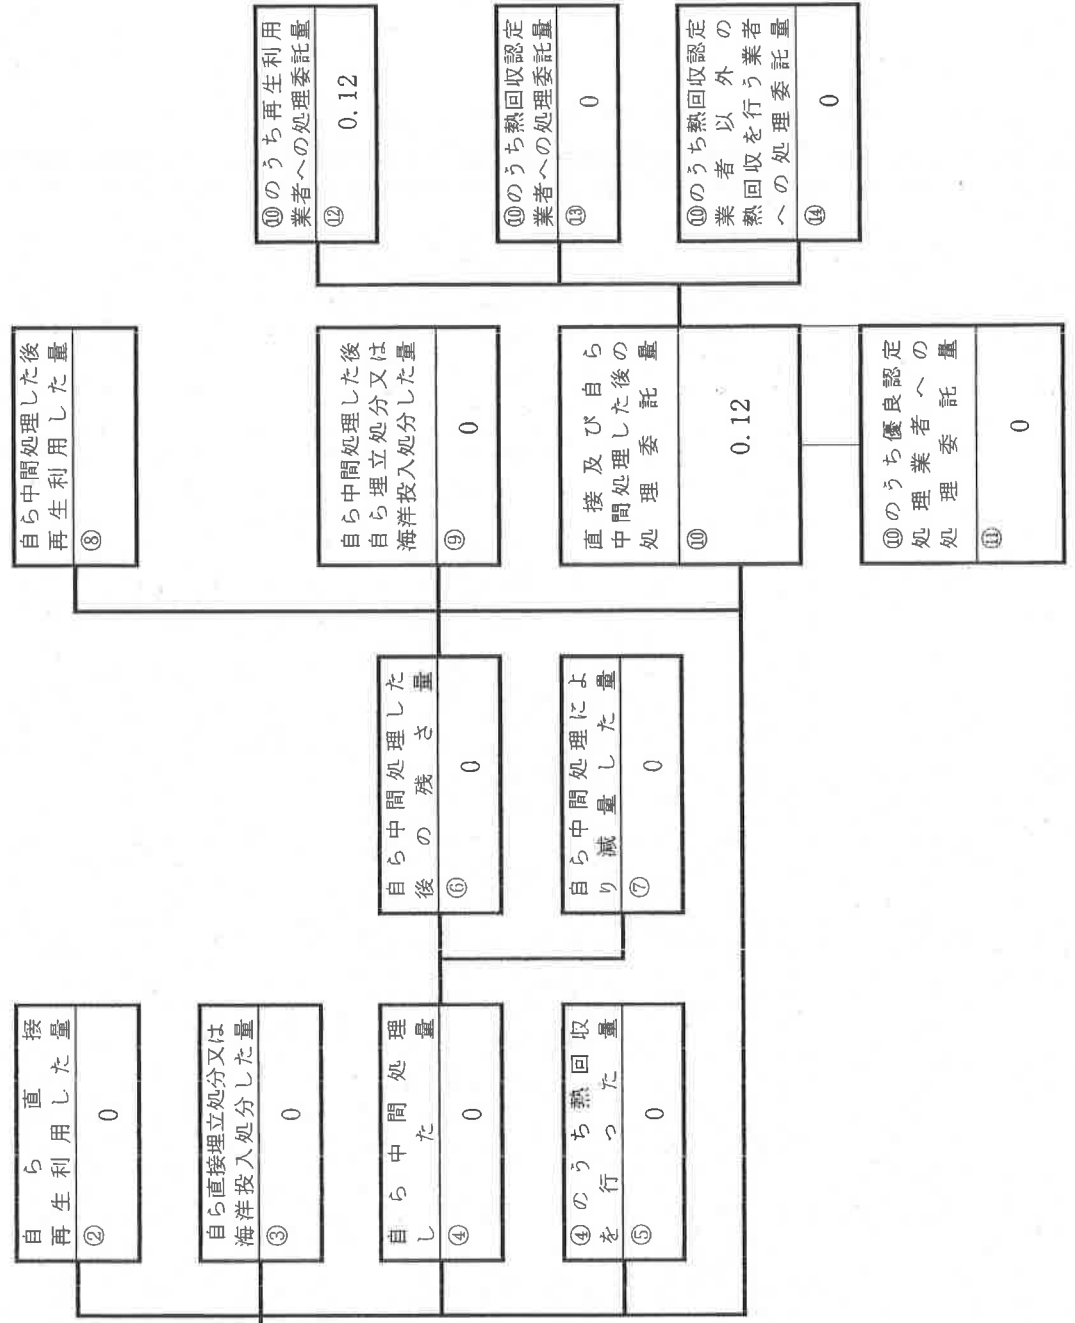 自ら直接
再生利用した量
②
0
自ら直接埋立処分又は
海洋投入処分した量
③
0
自ら中間処理
した量
④
0
④のうち熱回収
を行った量
⑤
0
自ら中間処理した
後の残さ量
⑥
0
自ら中間処理によ
り減量した量
⑦
0
自ら中間処理した後
再生利用した量
⑧
自ら中間処理した後
自ら埋立処分又は
海洋投入処分した量
⑨
0
直接及び自ら
中間処理した後の
処理委託量
⑩
0.12
⑩のうち優良認定
処理業者への
処理委託量
⑪
0
⑩のうち再生利用
業者への処理委託量
⑫
0.12
⑩のうち熱回収認定
業者への処理委託量
⑬
0
⑩のうち熱回収認定
業者以外の
熱回収を行う業者
への処理委託量
⑭
0